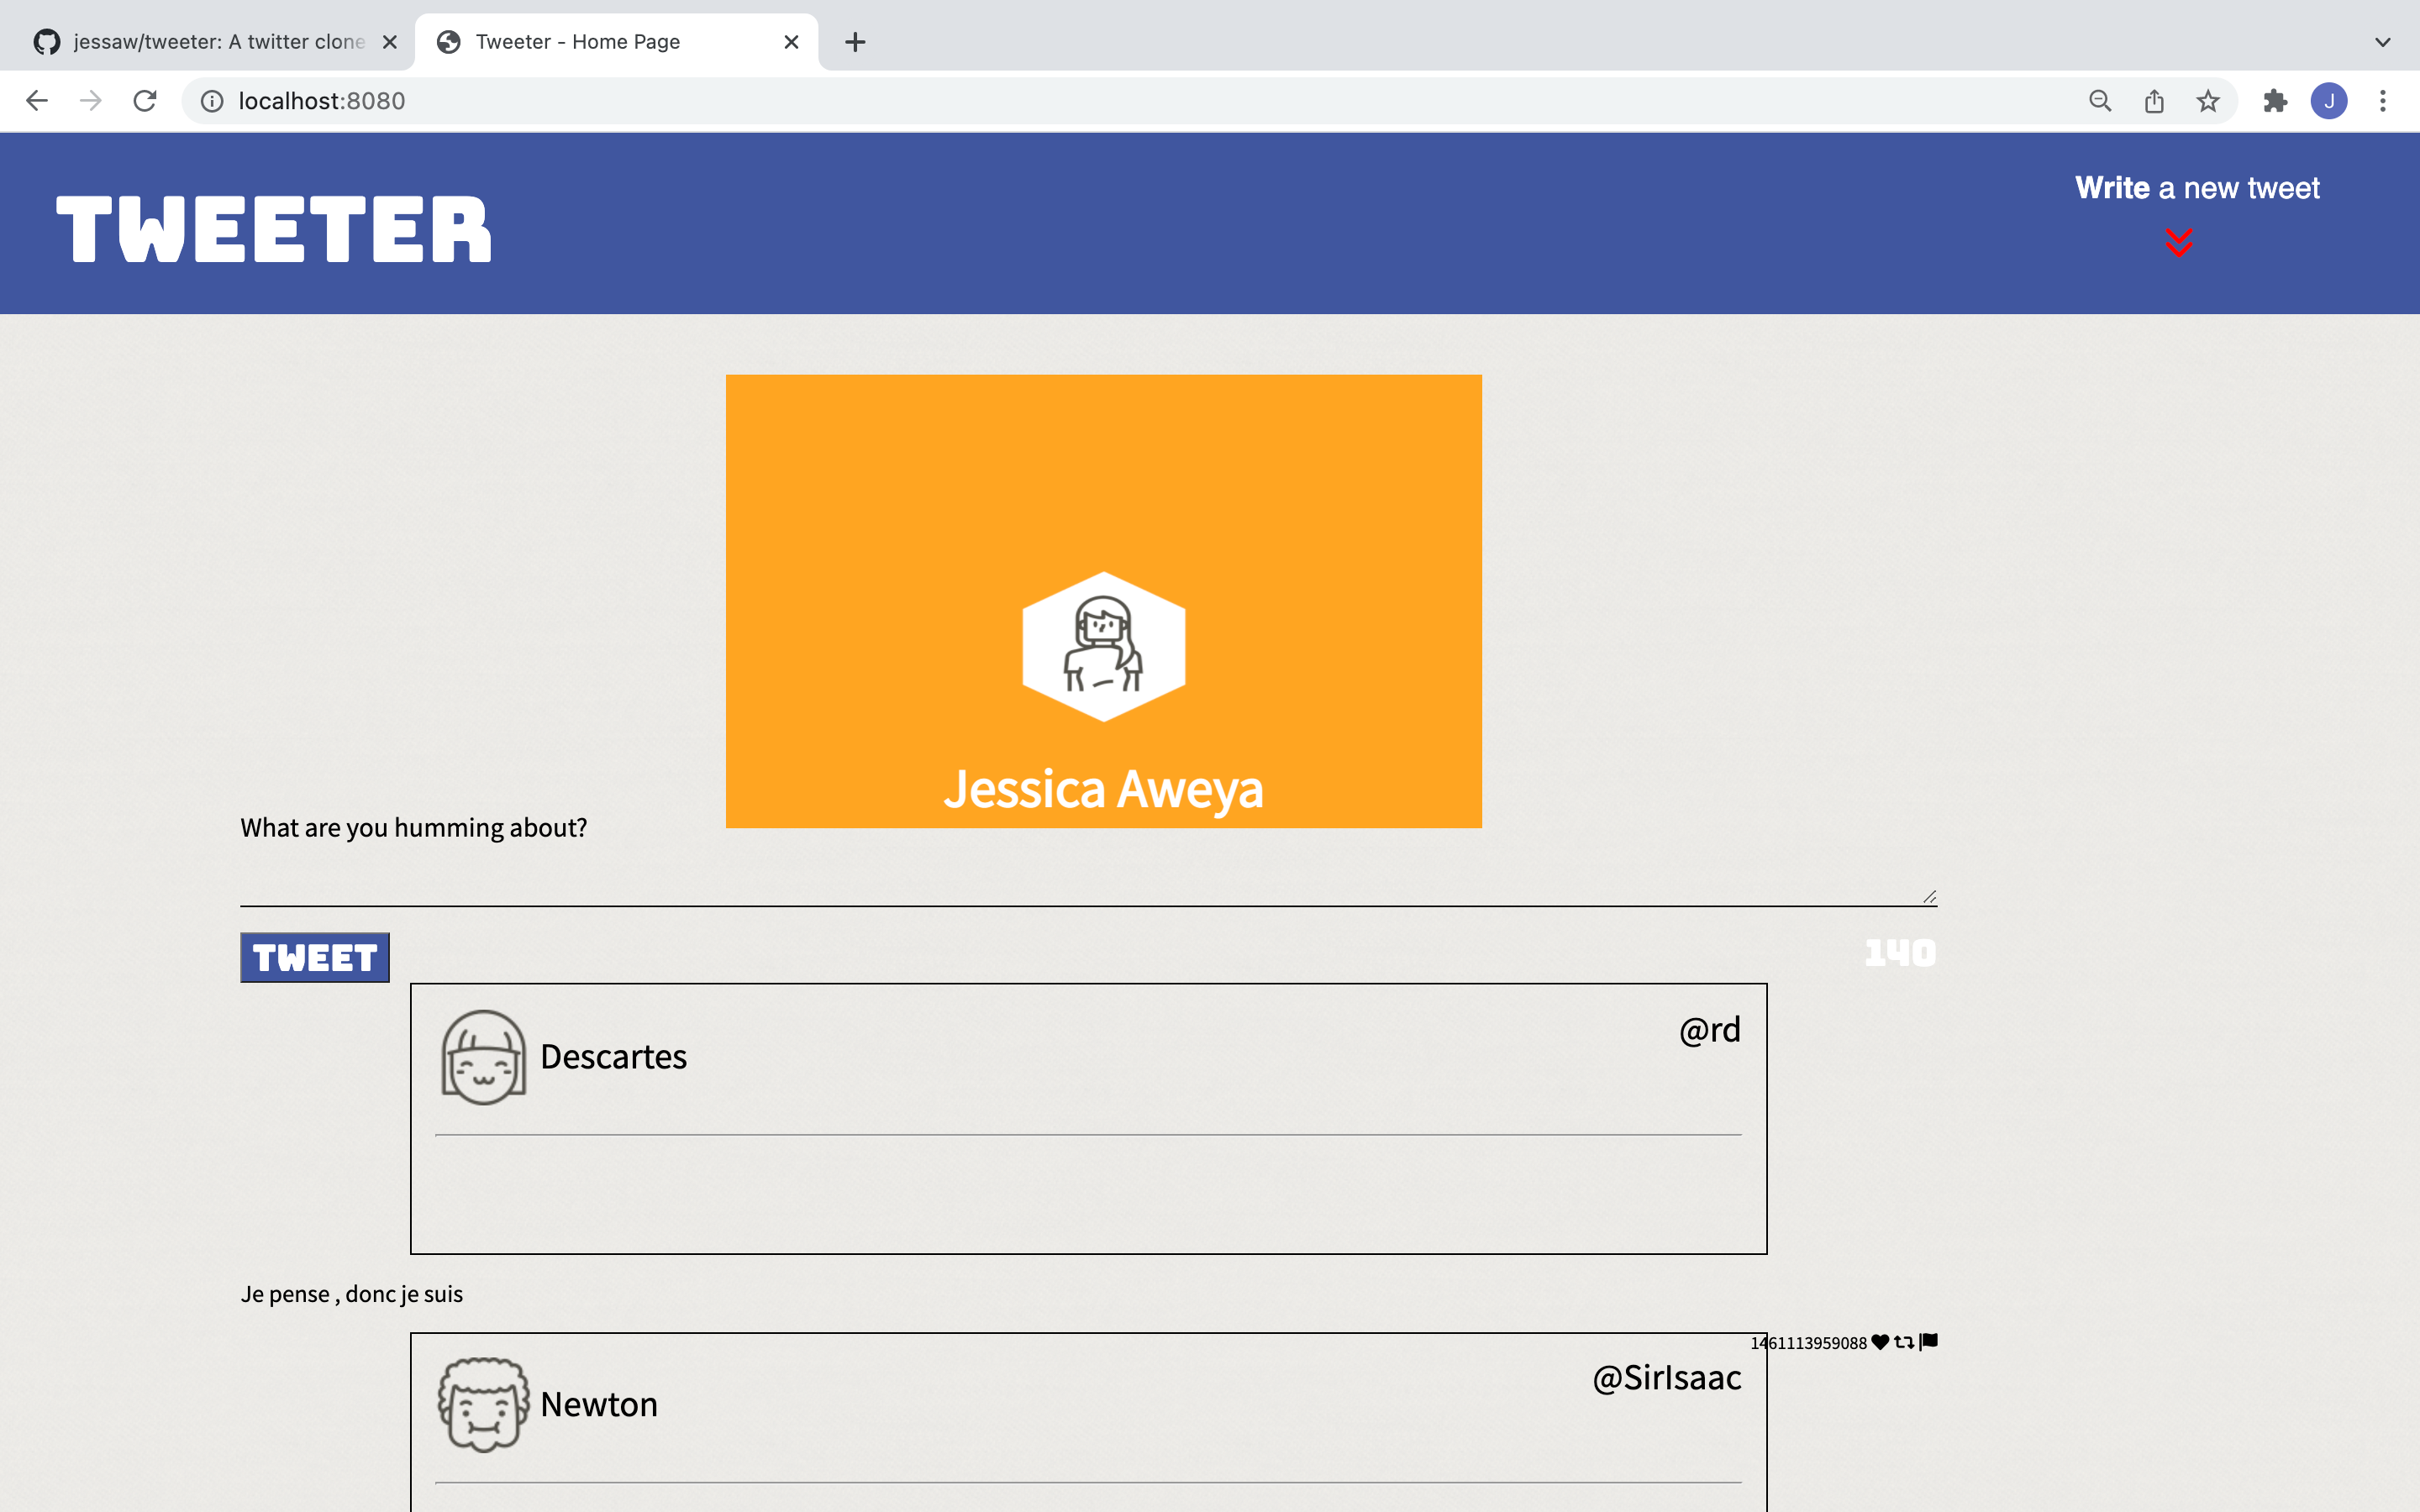 jessaw/tweeter: A twitter clone
Tweeter - Home Page
localhost:8080
J
TWEETER
Write a new tweet
Jessica Aweya
What are you humming about?
TWEET
140
Descartes
@rd
Je pense , donc je suis
1461113959088
Newton
@SirIsaac